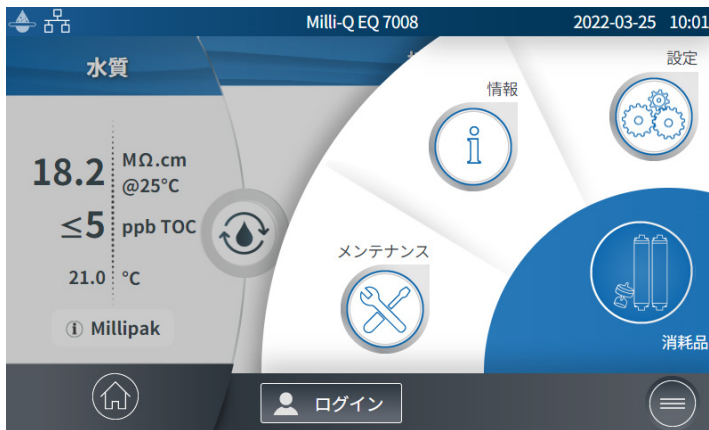 Milli-Q EQ 7008
2022-03-25 10:01
水質
18.2 MΩ.cm @25°C
≤5 ppb TOC
21.0 °C
i Millipak
情報
設定
メンテナンス
消耗品
ログイン